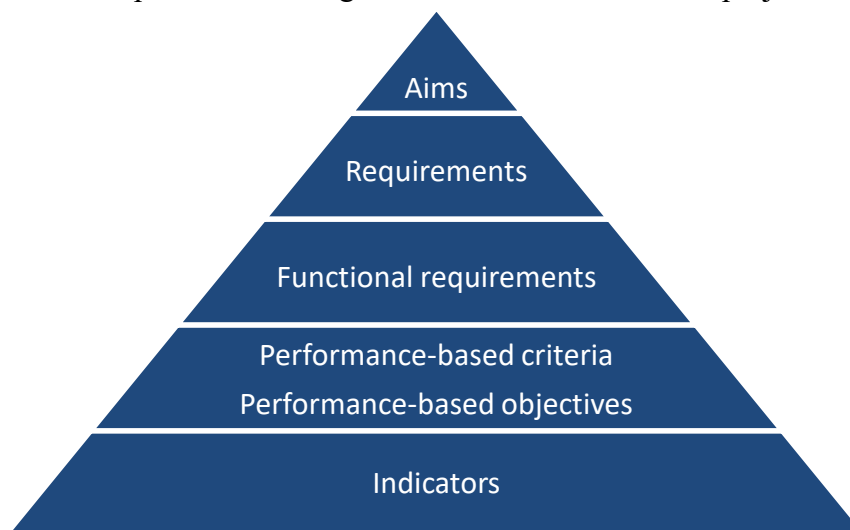 Aims
Requirements
Functional requirements
Performance-based criteria
Performance-based objectives
Indicators